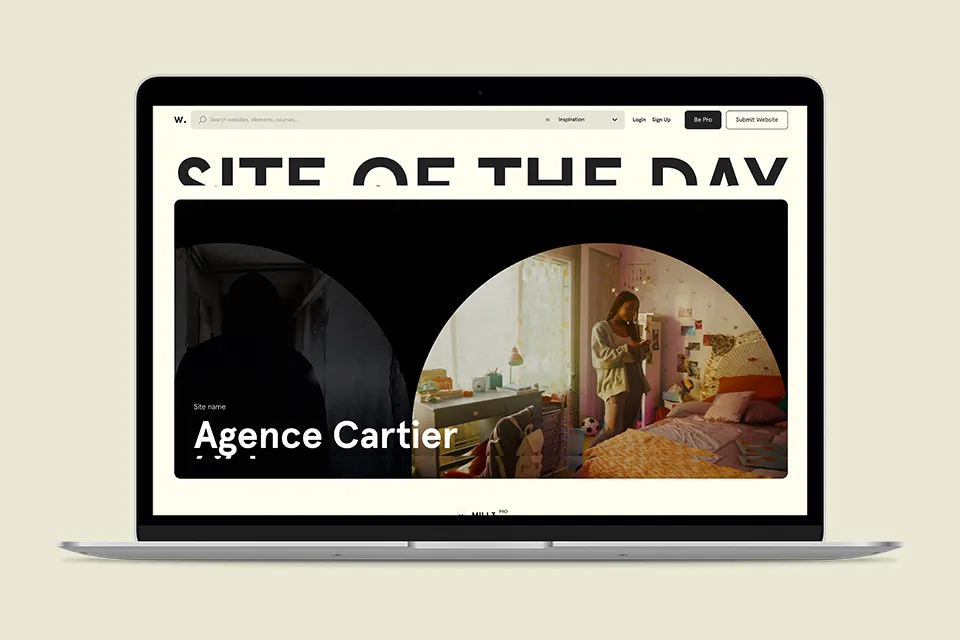 w.
Search websites, elements, courses...
IN
Inspiration
Login
Sign Up
Be Pro
Submit Website
SITE OF THE DAY
Site name
Agence Cartier
PRO